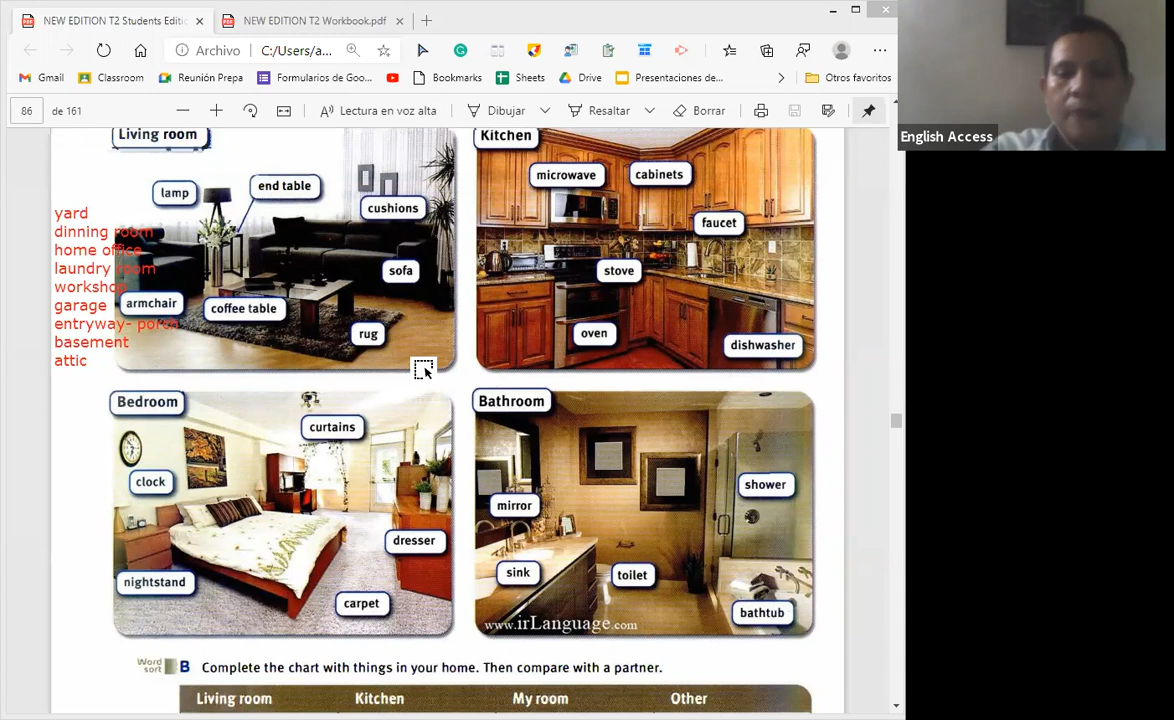 NEW EDITION T2 Students Editi
NEW EDITION T2 Workbook.pdf
Archivo
C:/Users/a...
Gmail
Classroom
Reunión Prepa
Formularios de Goo...
Bookmarks
Sheets
Drive
Presentaciones de...
Otros favoritos
86
de 161
Lectura en voz alta
Dibujar
Resaltar
Borrar
English Access
Living room
lamp
end table
cushions
sofa
armchair
coffee table
rug
yard
dinning room
home office
laundry room
workshop
garage
entryway- porch
basement
attic
Kitchen
microwave
cabinets
faucet
stove
oven
dishwasher
Bedroom
curtains
clock
dresser
nightstand
carpet
Bathroom
mirror
shower
sink
toilet
bathtub
www.irLanguage.com
Word sort B Complete the chart with things in your home. Then compare with a partner.
Living room Kitchen My room Other